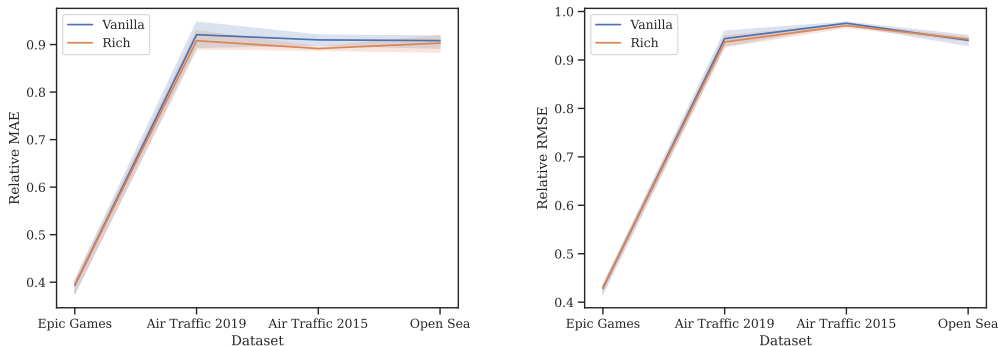 Vanilla
Rich
0.9
0.8
0.7
0.6
0.5
0.4
Relative MAE
Epic Games
Air Traffic 2019
Air Traffic 2015
Open Sea
Dataset
Vanilla
Rich
1.0
0.9
0.8
0.7
0.6
0.5
0.4
Relative RMSE
Epic Games
Air Traffic 2019
Air Traffic 2015
Open Sea
Dataset